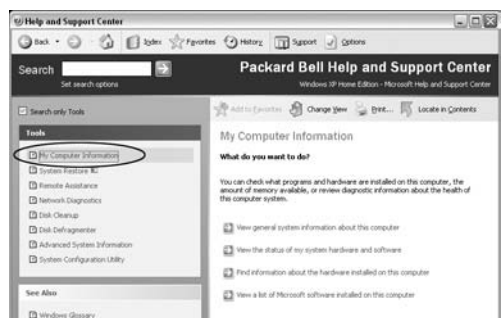 Help and Support Center
Back Index Favorites History Support Options
Search
Set search options
Packard Bell Help and Support Center
Windows XP Home Edition - Microsoft Help and Support Center
Search only Tools
Add to Favorites Change View Print... Locate in Contents
Tools
My Computer Information
System Restore
Remote Assistance
Network Diagnostics
Disk Cleanup
Disk Defragmenter
Advanced System Information
System Configuration Utility
See Also
Windows Glossary
My Computer Information
What do you want to do?
You can check what programs and hardware are installed on this computer, the
amount of memory available, or review diagnostic information about the health of
this computer system.
View general system information about this computer
View the status of my system hardware and software
Find information about the hardware installed on this computer
View a list of Microsoft software installed on this computer